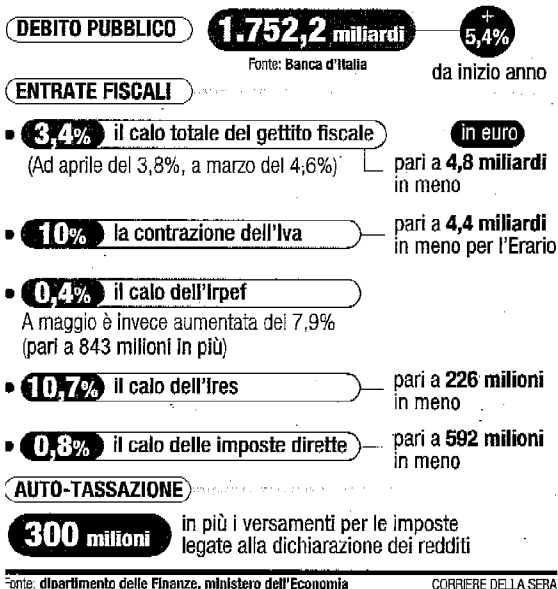 DEBITO PUBBLICO
1.752,2 miliardi
+
5,4%
Fonte: Banca d'Italia
da inizio anno
ENTRATE FISCALI
3,4% il calo totale del gettito fiscale
in euro
(Ad aprile del 3,8%, a marzo del 4,6%)
pari a 4,8 miliardi
in meno
10% la contrazione dell'Iva
pari a 4,4 miliardi
in meno per l'Erario
0,4% il calo dell'Irpef
A maggio è invece aumentata del 7,9%
(pari a 843 milioni in più)
10,7% il calo dell'Ires
pari a 226 milioni
in meno
0,8% il calo delle imposte dirette
pari a 592 milioni
in meno
AUTO-TASSAZIONE
300 milioni
in più i versamenti per le imposte
legate alla dichiarazione dei redditi
Fonte: dipartimento delle Finanze, ministero dell'Economia
CORRIERE DELLA SERA